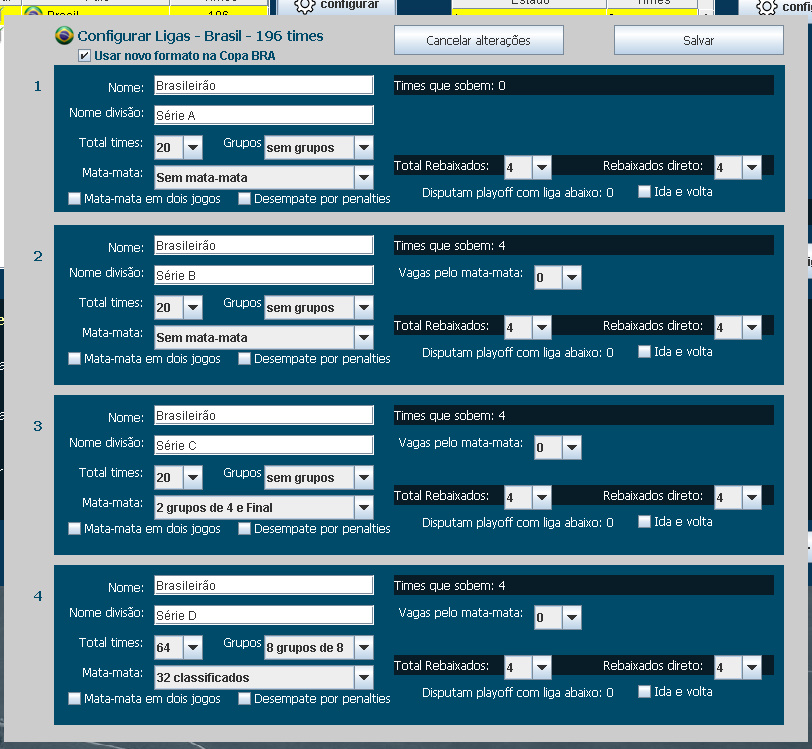 Brasil 196
configurar
Estado Times
Configurar Ligas - Brasil - 196 times
Cancelar alterações
Salvar
Usar novo formato na Copa BRA
1
Nome: Brasileirão
Times que sobem: 0
Nome divisão: Série A
Total times: 20 Grupos sem grupos
Total Rebaixados: 4 Rebaixados direto: 4
Mata-mata: Sem mata-mata
Disputam playoff com liga abaixo: 0 Ida e volta
Mata-mata em dois jogos Desempate por penalties
2
Nome: Brasileirão
Times que sobem: 4
Nome divisão: Série B
Vagas pelo mata-mata: 0
Total times: 20 Grupos sem grupos
Total Rebaixados: 4 Rebaixados direto: 4
Mata-mata: Sem mata-mata
Disputam playoff com liga abaixo: 0 Ida e volta
Mata-mata em dois jogos Desempate por penalties
3
Nome: Brasileirão
Times que sobem: 4
Nome divisão: Série C
Vagas pelo mata-mata: 0
Total times: 20 Grupos sem grupos
Total Rebaixados: 4 Rebaixados direto: 4
Mata-mata: 2 grupos de 4 e Final
Disputam playoff com liga abaixo: 0 Ida e volta
Mata-mata em dois jogos Desempate por penalties
4
Nome: Brasileirão
Times que sobem: 4
Nome divisão: Série D
Vagas pelo mata-mata: 0
Total times: 64 Grupos 8 grupos de 8
Total Rebaixados: 4 Rebaixados direto: 4
Mata-mata: 32 classificados
Disputam playoff com liga abaixo: 0 Ida e volta
Mata-mata em dois jogos Desempate por penalties